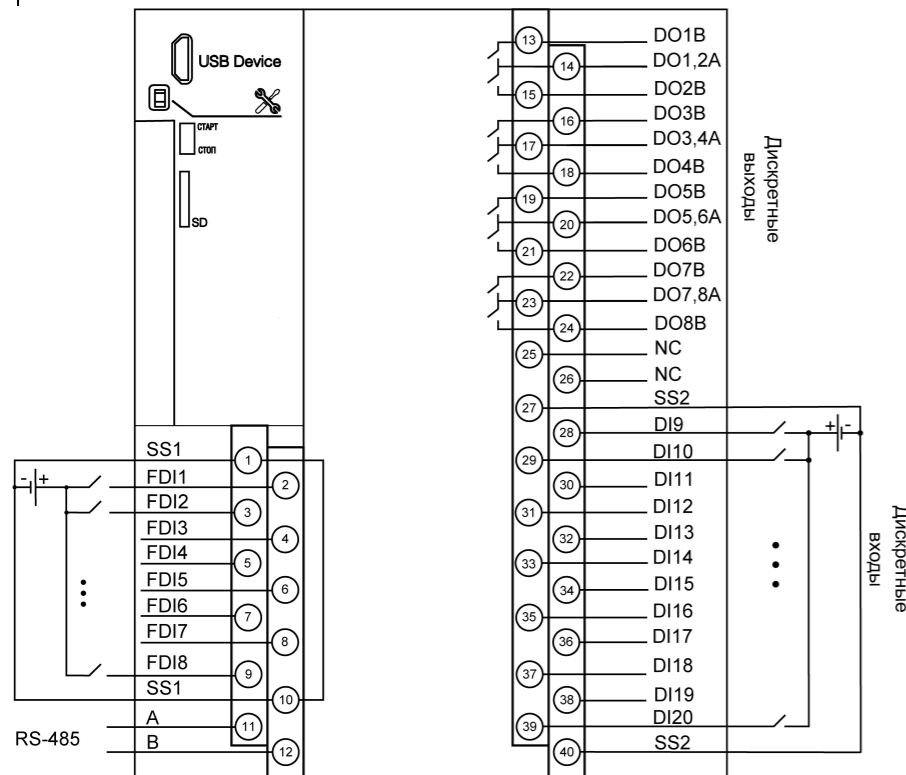 USB Device
СТАРТ
СТОП
SD
SS1
1
FDI1
2
- +
FDI2
3
FDI3
4
FDI4
5
FDI5
6
FDI6
7
FDI7
8
FDI8
9
SS1
10
A
11
RS-485
B
12
13
DO1B
14
DO1,2A
15
DO2B
16
DO3B
17
DO3,4A
18
DO4B
19
DO5B
20
DO5,6A
21
DO6B
22
DO7B
23
DO7,8A
24
DO8B
25
NC
26
NC
27
SS2
28
DI9
+ -
29
DI10
30
DI11
31
DI12
32
DI13
33
DI14
34
DI15
35
DI16
36
DI17
37
DI18
38
DI19
39
DI20
40
SS2
Дискретные
выходы
Дискретные
входы